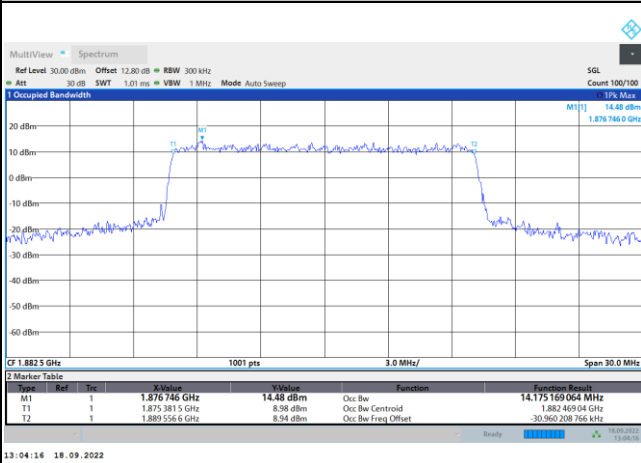 MultiView Spectrum
Ref Level 30.00 dBm Offset 12.80 dB RBW 300 kHz SGL
Att 30 dB SWT 1.01 ms VBW 1 MHz Mode Auto Sweep Count 100/100
1 Occupied Bandwidth 1Pk Max
M1[1] 14.48 dBm
1.876 746 0 GHz
20 dBm
M1
T1 T2
10 dBm
0 dBm
-10 dBm
-20 dBm
-30 dBm
-40 dBm
-50 dBm
-60 dBm
CF 1.882 5 GHz 1001 pts 3.0 MHz/ Span 30.0 MHz
2 Marker Table
Type Ref Trc X-Value Y-Value Function Function Result
M1 1 1.876 746 GHz 14.48 dBm Occ Bw 14.175 169 064 MHz
T1 1 1.875 381 5 GHz 8.98 dBm Occ Bw Centroid 1.882 469 04 GHz
T2 1 1.889 556 6 GHz 8.94 dBm Occ Bw Freq Offset -30.960 208 766 kHz
Ready 18.09.2022
13:04:16
13:04:16 18.09.2022